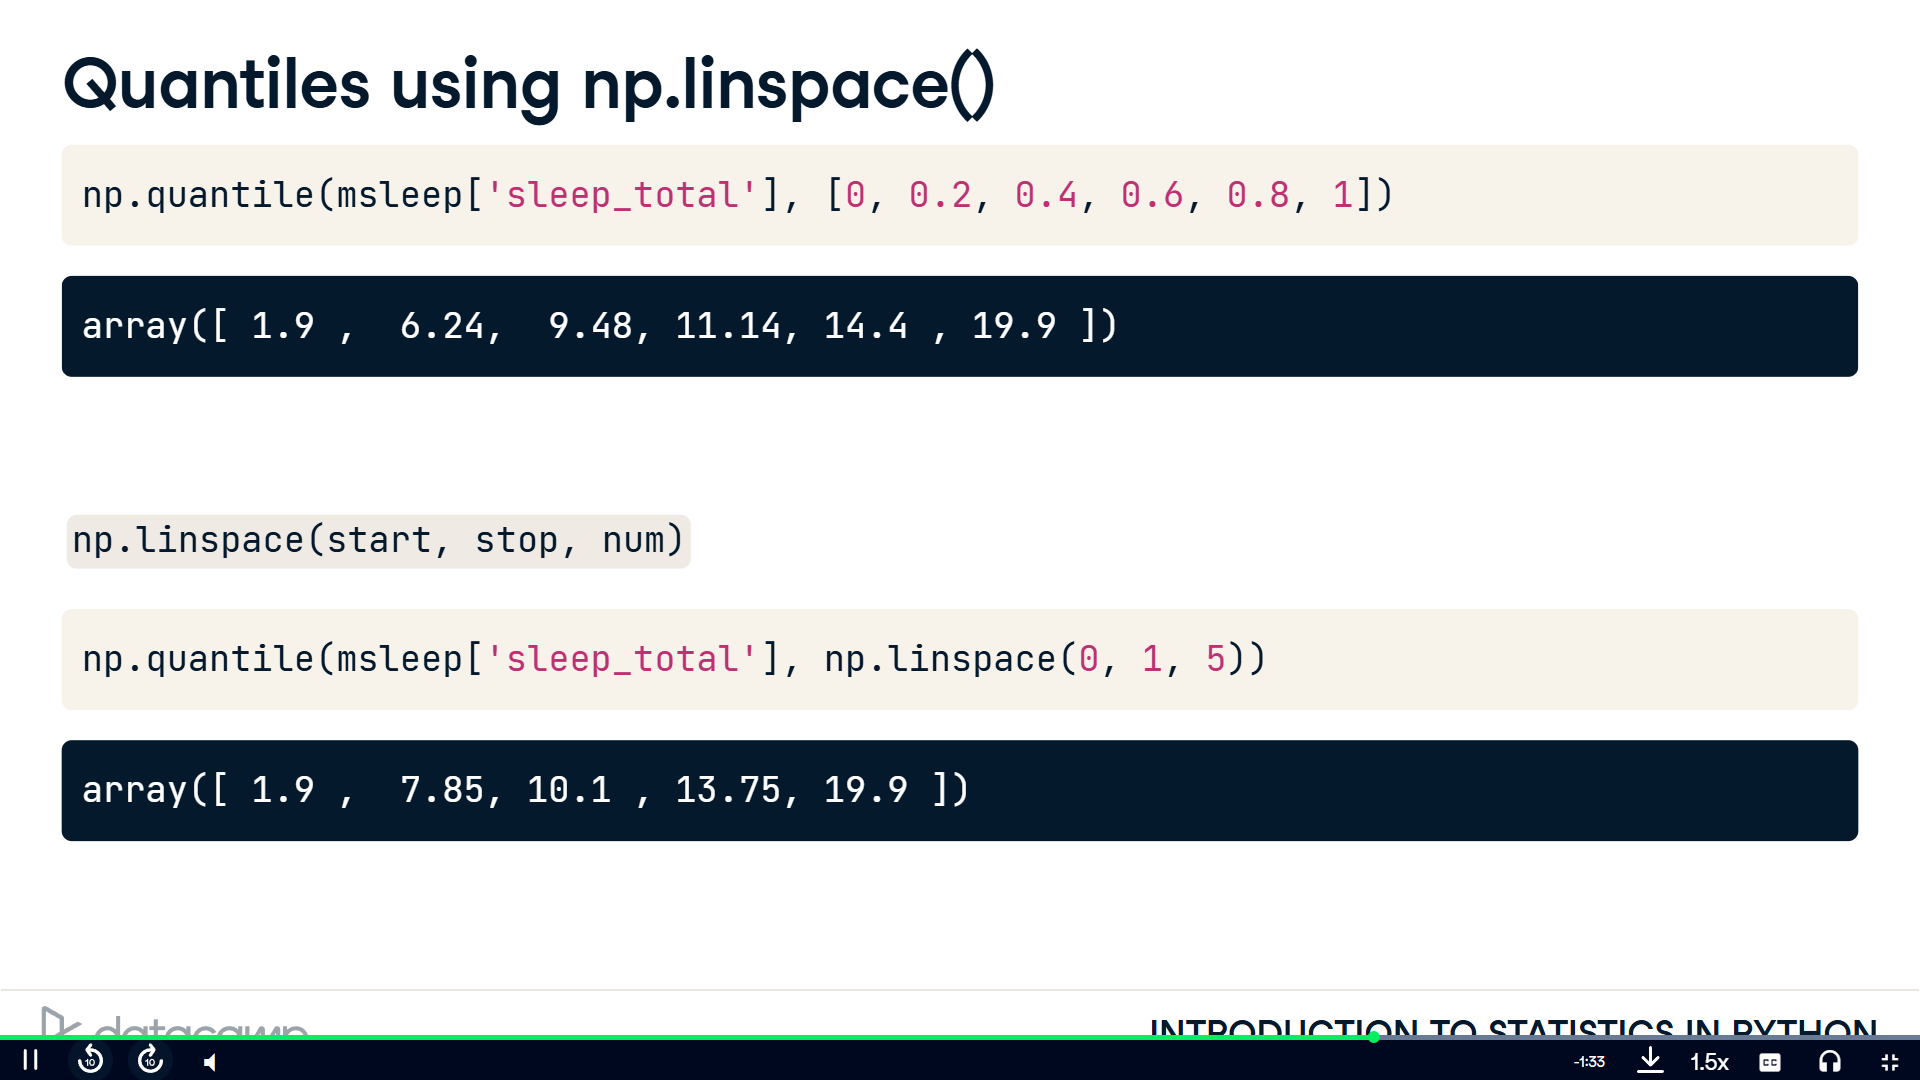 Quantiles using np.linspace()
np.quantile(msleep['sleep_total'], [0, 0.2, 0.4, 0.6, 0.8, 1])
array([ 1.9 ,  6.24,  9.48, 11.14, 14.4 , 19.9 ])
np.linspace(start, stop, num)
np.quantile(msleep['sleep_total'], np.linspace(0, 1, 5))
array([ 1.9 ,  7.85, 10.1 , 13.75, 19.9 ])
datacamp
INTRODUCTION TO STATISTICS IN PYTHON
10
10
-1:33
1.5x
CC